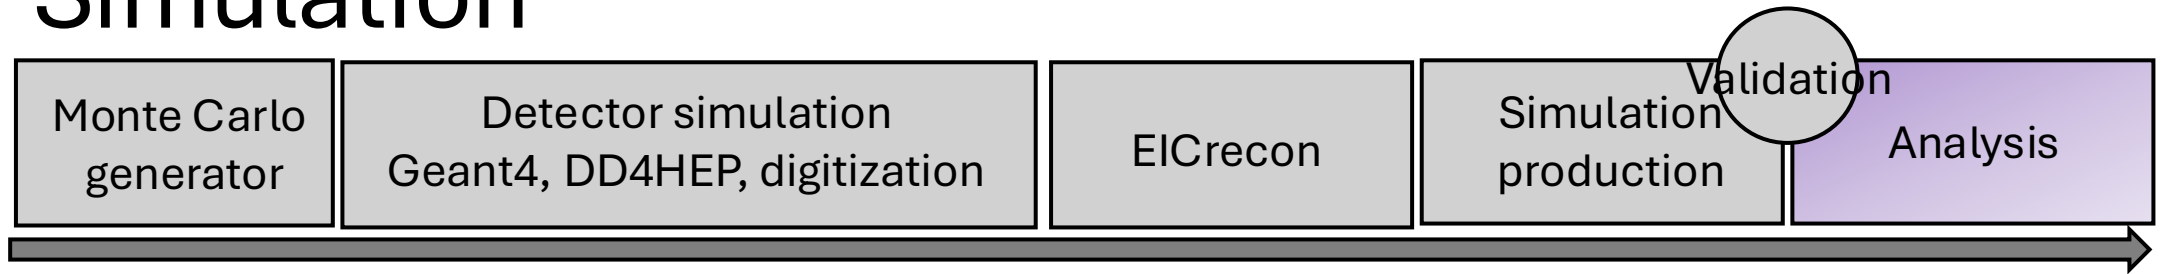 Simulation
Monte Carlo
generator
Detector simulation
Geant4, DD4HEP, digitization
EICrecon
Simulation
production
Validation
Analysis